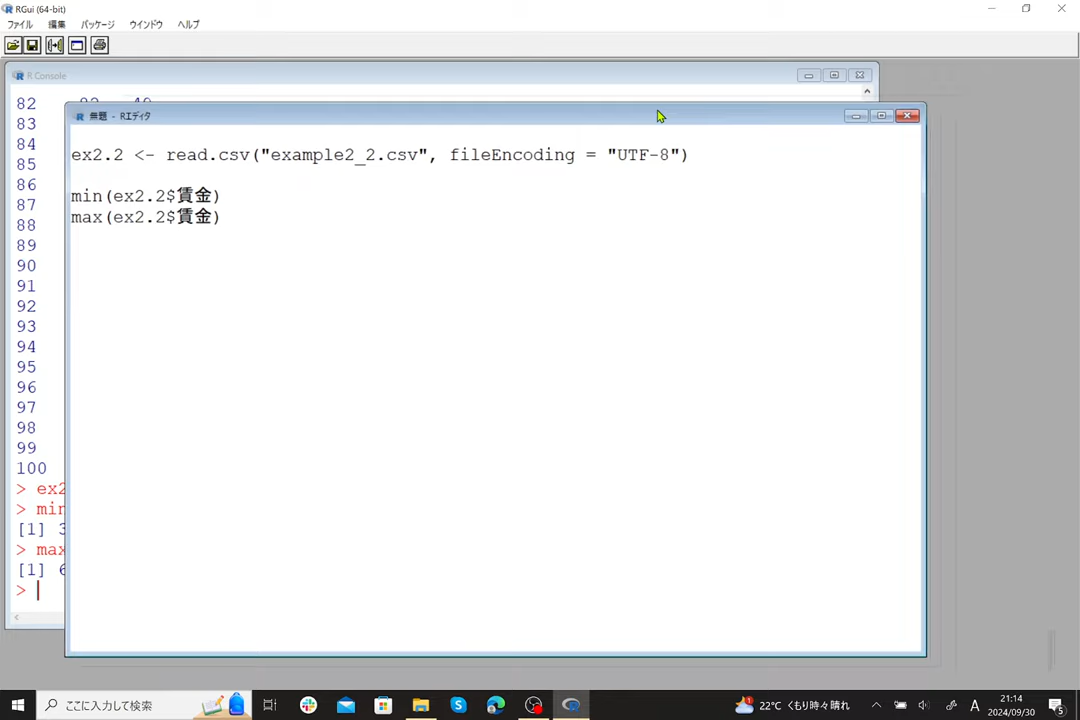 RGui (64-bit)
ファイル 編集 パッケージ ウインドウ ヘルプ
R Console
82
無題 - Rエディタ
83
84
85
86
87
88
89
90
91
92
93
94
95
96
97
98
99
100
ex2.2 <- read.csv("example2_2.csv", fileEncoding = "UTF-8")
min(ex2.2$賃金)
max(ex2.2$賃金)
> ex2
> min
[1] 3
> max
[1] 6
>
ここに入力して検索
22°C くもり時々晴れ
A
21:14
2024/09/30
5